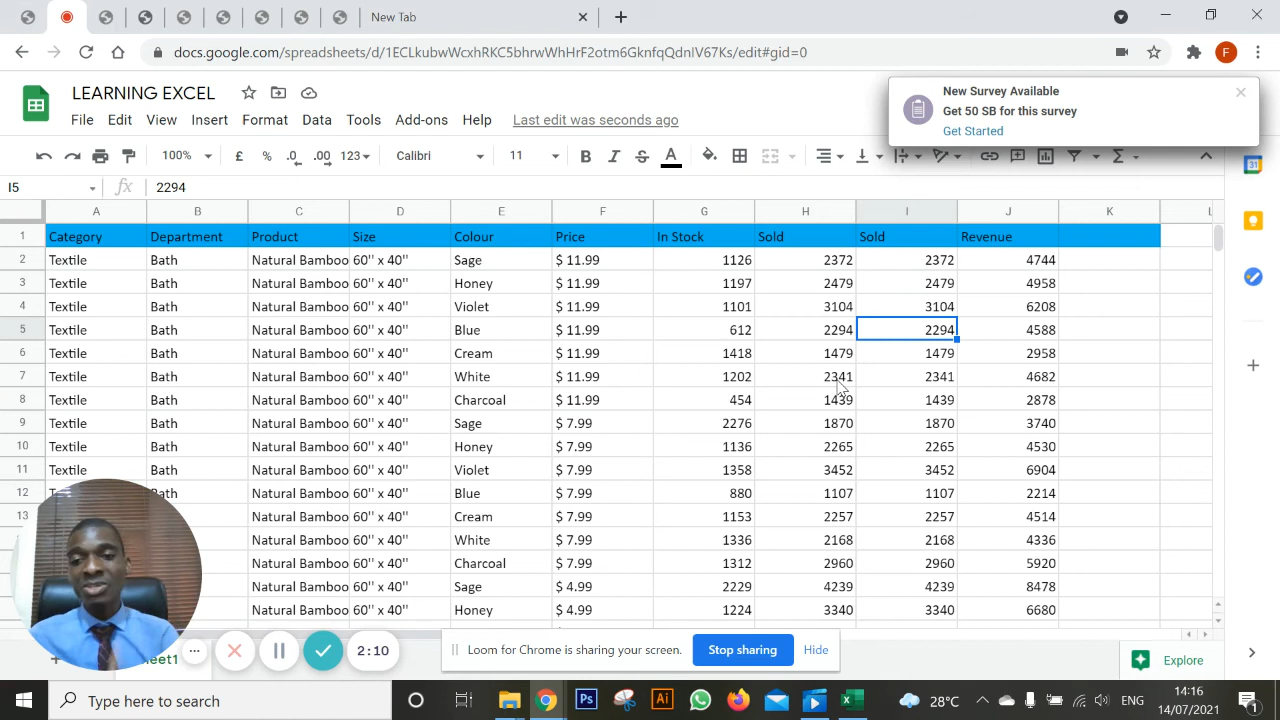 New Tab
docs.google.com/spreadsheets/d/1ECLkubwWcxhRKC5bhrwWhHrF2otm6GknfqQdnIV67Ks/edit#gid=0
F
LEARNING EXCEL
File Edit View Insert Format Data Tools Add-ons Help Last edit was seconds ago
New Survey Available
Get 50 SB for this survey
Get Started
100% £ % .0 .00 123 Calibri 11 B I S A
31
I5 fx 2294
A B C D E F G H I J K L
1 Category Department Product Size Colour Price In Stock Sold Sold Revenue
2 Textile Bath Natural Bamboo 60" x 40" Sage $ 11.99 1126 2372 2372 4744
3 Textile Bath Natural Bamboo 60" x 40" Honey $ 11.99 1197 2479 2479 4958
4 Textile Bath Natural Bamboo 60" x 40" Violet $ 11.99 1101 3104 3104 6208
5 Textile Bath Natural Bamboo 60" x 40" Blue $ 11.99 612 2294 2294 4588
6 Textile Bath Natural Bamboo 60" x 40" Cream $ 11.99 1418 1479 1479 2958
7 Textile Bath Natural Bamboo 60" x 40" White $ 11.99 1202 2341 2341 4682
8 Textile Bath Natural Bamboo 60" x 40" Charcoal $ 11.99 454 1439 1439 2878
9 Textile Bath Natural Bamboo 60" x 40" Sage $ 7.99 2276 1870 1870 3740
10 Textile Bath Natural Bamboo 60" x 40" Honey $ 7.99 1136 2265 2265 4530
11 Textile Bath Natural Bamboo 60" x 40" Violet $ 7.99 1358 3452 3452 6904
12 Bath Natural Bamboo 60" x 40" Blue $ 7.99 880 1107 1107 2214
13 Natural Bamboo 60" x 40" Cream $ 7.99 1153 2257 2257 4514
Natural Bamboo 60" x 40" White $ 7.99 1336 2168 2168 4336
Natural Bamboo 60" x 40" Charcoal $ 7.99 1312 2960 2960 5920
Natural Bamboo 60" x 40" Sage $ 4.99 2229 4239 4239 8478
Natural Bamboo 60" x 40" Honey $ 4.99 1224 3340 3340 6680
2:10
Loom for Chrome is sharing your screen. Stop sharing Hide
Explore
Type here to search
Ps Ai
28°C ENG
14:16
14/07/2021
1